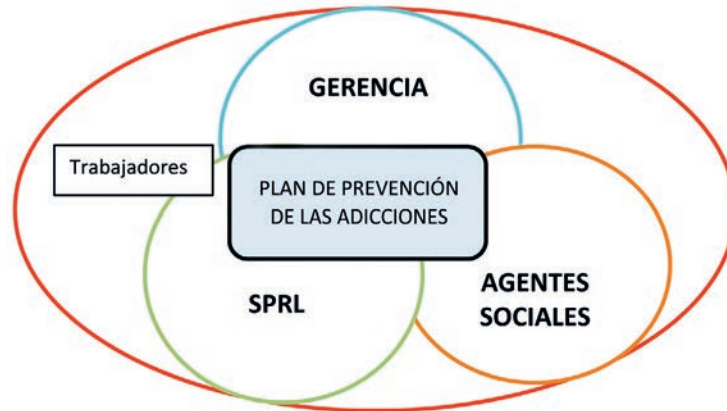 GERENCIA
Trabajadores
PLAN DE PREVENCIÓN
DE LAS ADICCIONES
SPRL
AGENTES
SOCIALES